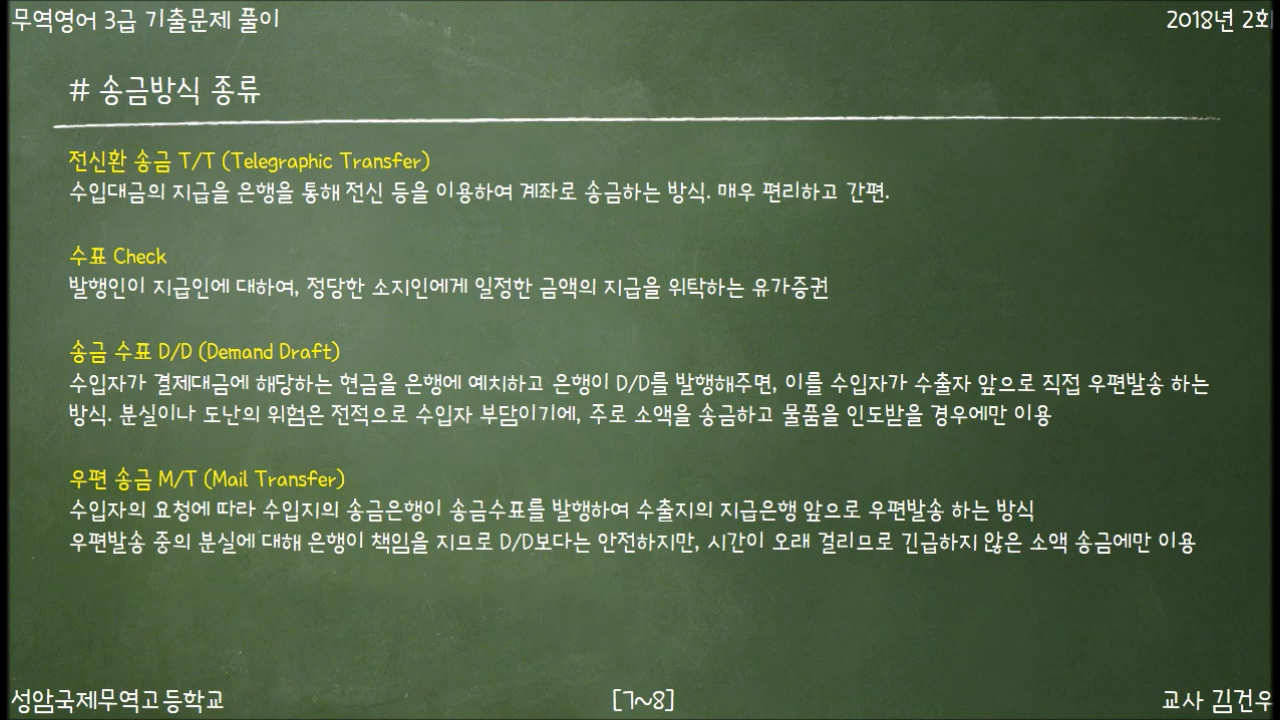 무역영어 3급 기출문제 풀이
2018년 2회
# 송금방식 종류
전신환 송금 T/T (Telegraphic Transfer)
수입대금의 지급을 은행을 통해 전신 등을 이용하여 계좌로 송금하는 방식. 매우 편리하고 간편.
수표 Check
발행인이 지급인에 대하여, 정당한 소지인에게 일정한 금액의 지급을 위탁하는 유가증권
송금 수표 D/D (Demand Draft)
수입자가 결제대금에 해당하는 현금을 은행에 예치하고 은행이 D/D를 발행해주면, 이를 수입자가 수출자 앞으로 직접 우편발송 하는
방식. 분실이나 도난의 위험은 전적으로 수입자 부담이기에, 주로 소액을 송금하고 물품을 인도받을 경우에만 이용
우편 송금 M/T (Mail Transfer)
수입자의 요청에 따라 수입지의 송금은행이 송금수표를 발행하여 수출지의 지급은행 앞으로 우편발송 하는 방식
우편발송 중의 분실에 대해 은행이 책임을 지므로 D/D보다는 안전하지만, 시간이 오래 걸리므로 긴급하지 않은 소액 송금에만 이용
성암국제무역고등학교
[7~8]
교사 김건우